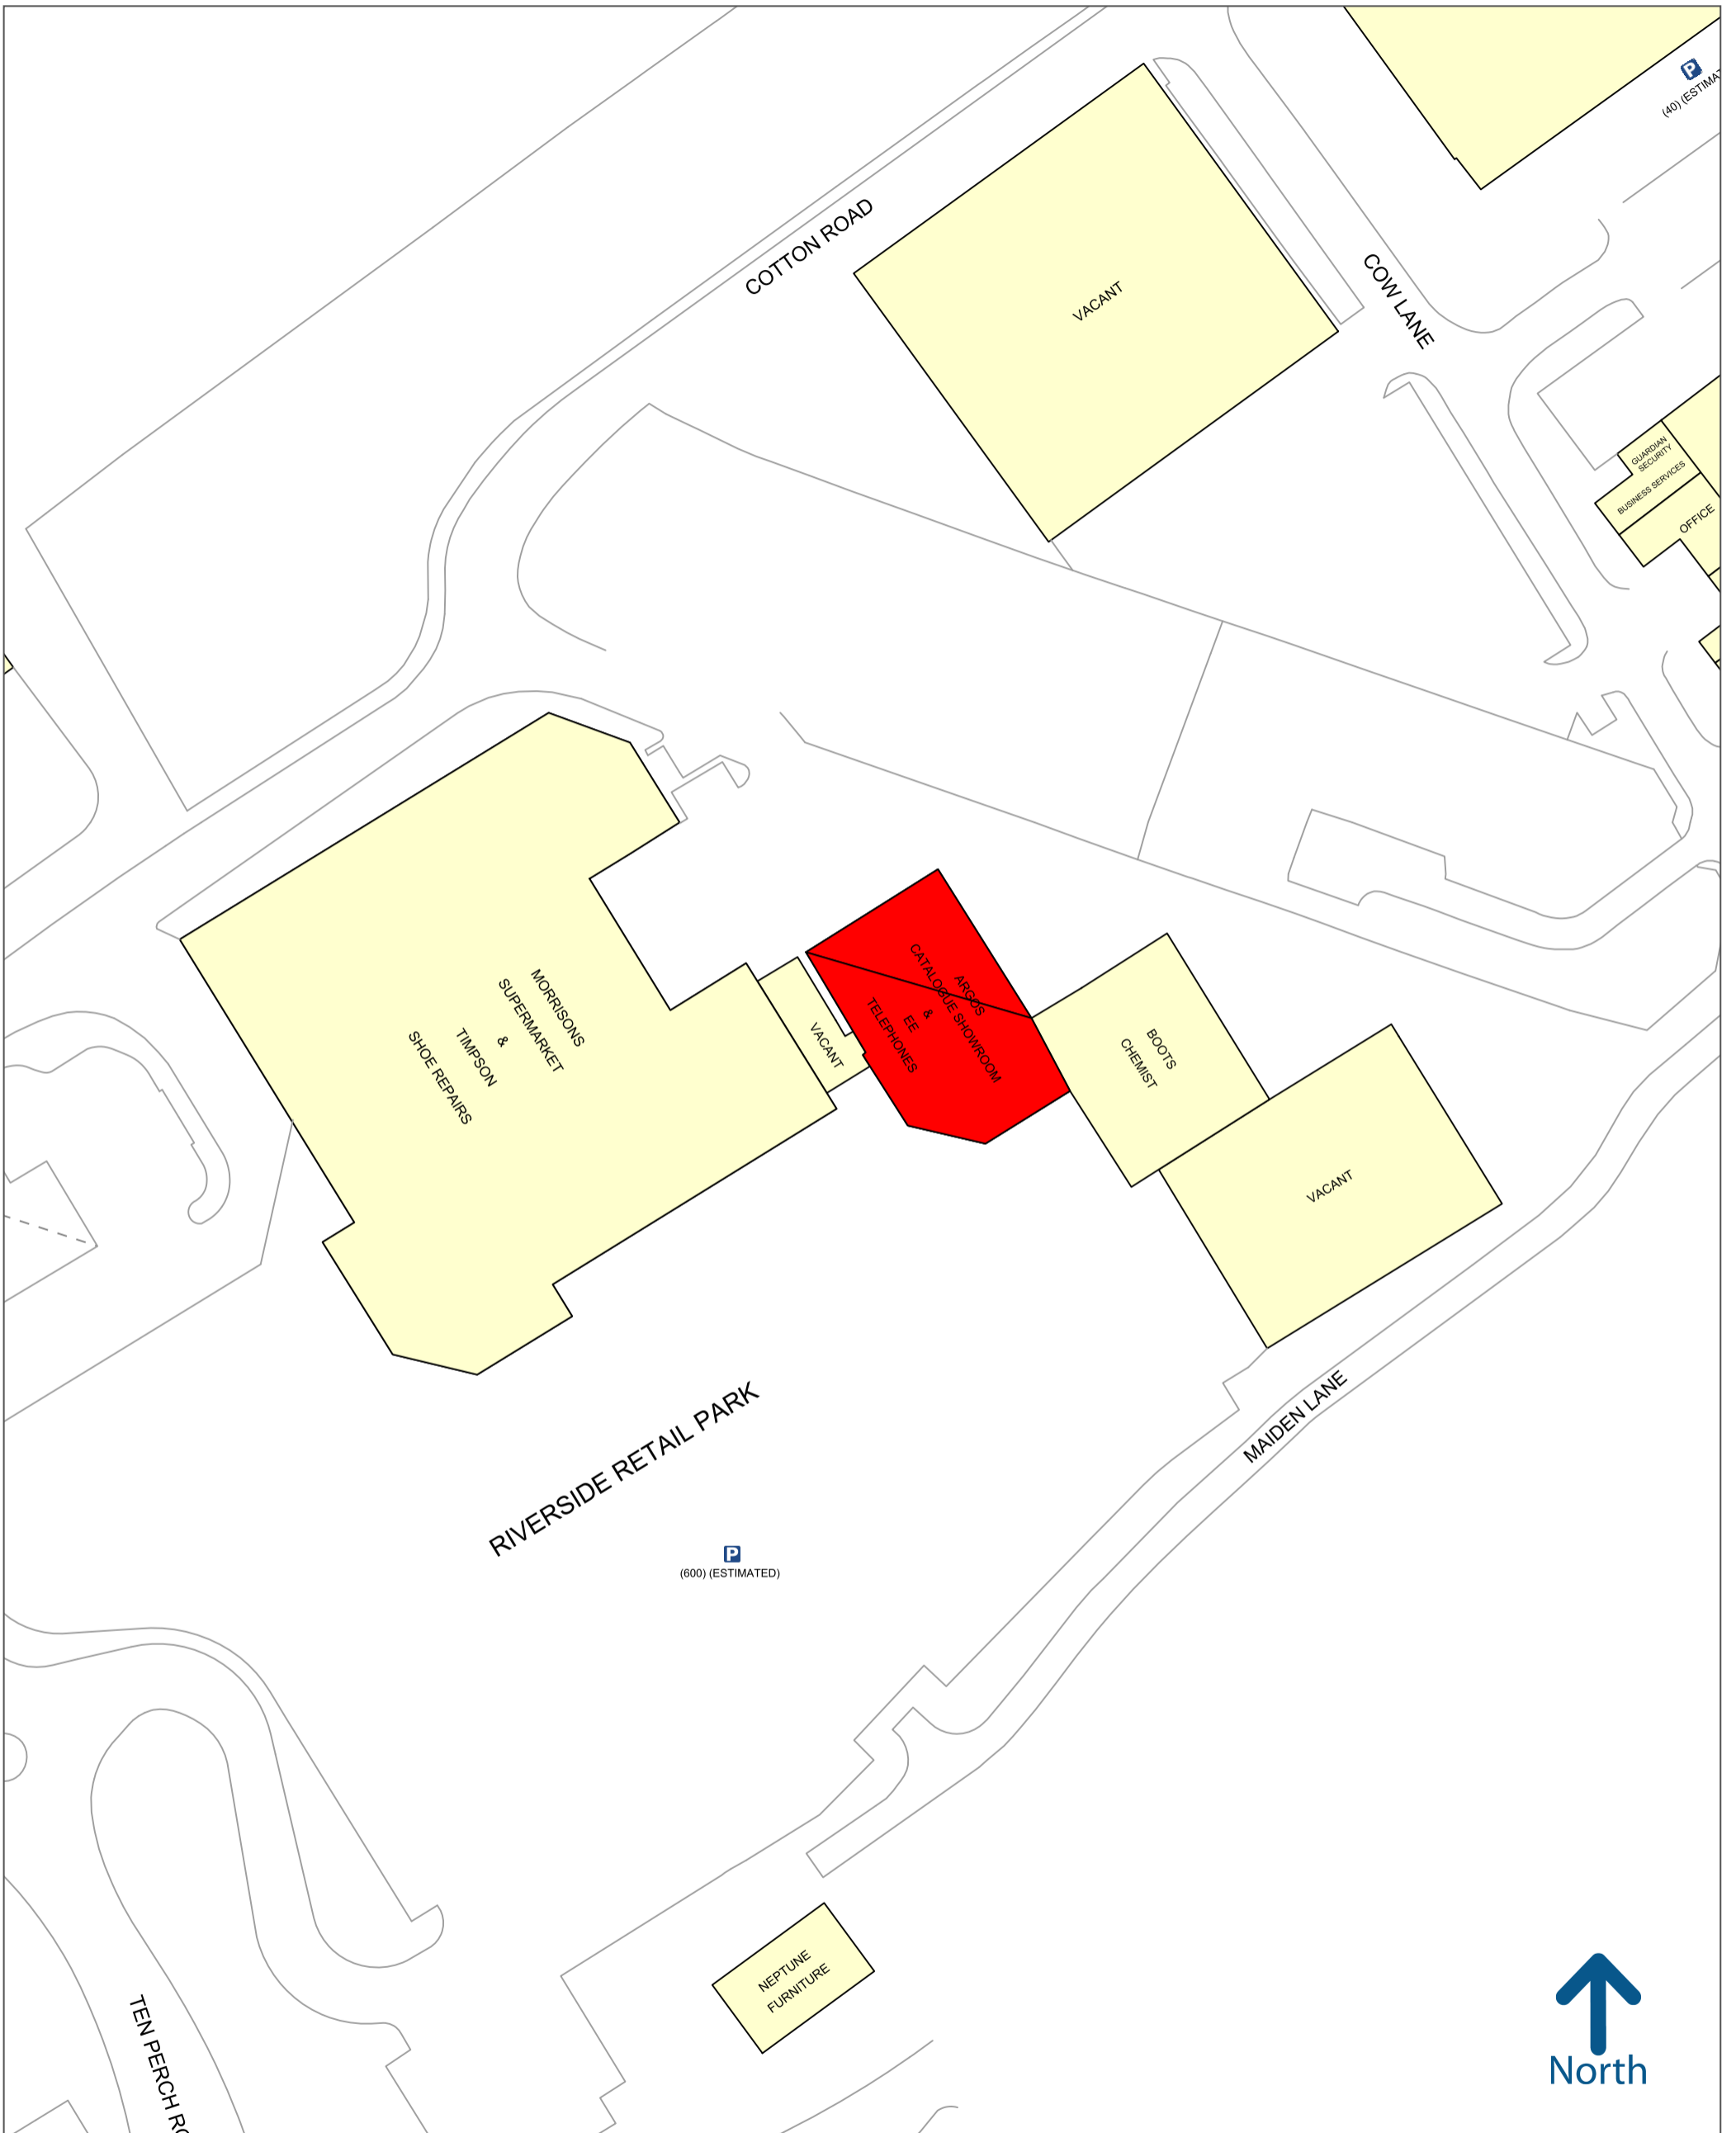 P
(40) (ESTIMAT
COTTON ROAD
COW LANE
VACANT
GUARDIAN
SECURITY
BUSINESS SERVICES
OFFICE
MORRISONS
SUPERMARKET
&
TIMPSON
SHOE REPAIRS
VACANT
ARGOS
CATALOGUE SHOWROOM
&
EE
TELEPHONES
BOOTS
CHEMIST
VACANT
MAIDEN LANE
RIVERSIDE RETAIL PARK
P
(600) (ESTIMATED)
NEPTUNE
FURNITURE
TEN PERCH RO
North